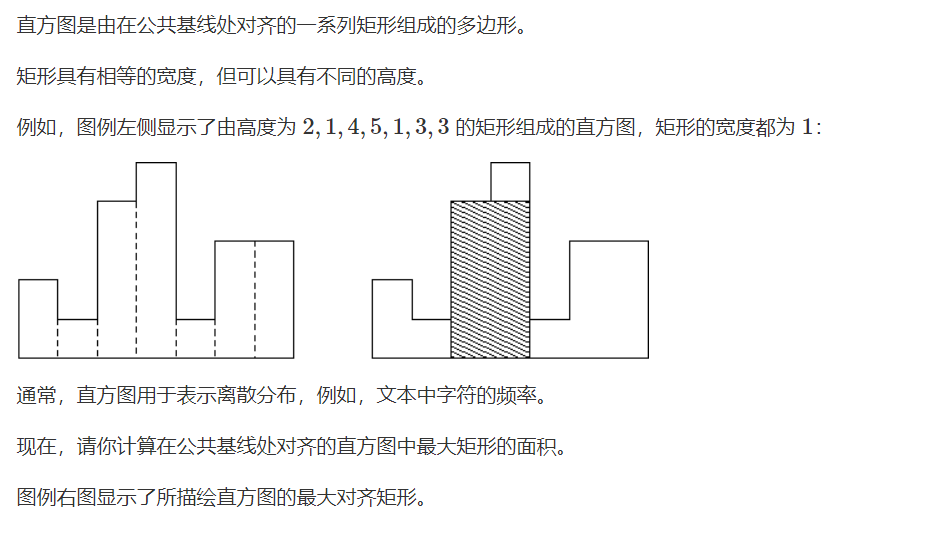 直方图是由在公共基线处对齐的一系列矩形组成的多边形。
矩形具有相等的宽度，但可以具有不同的高度。
例如，图例左侧显示了由高度为 2,1,4,5,1,3,3 的矩形组成的直方图，矩形的宽度都为 1：
通常，直方图用于表示离散分布，例如，文本中字符的频率。
现在，请你计算在公共基线处对齐的直方图中最大矩形的面积。
图例右图显示了所描绘直方图的最大对齐矩形。